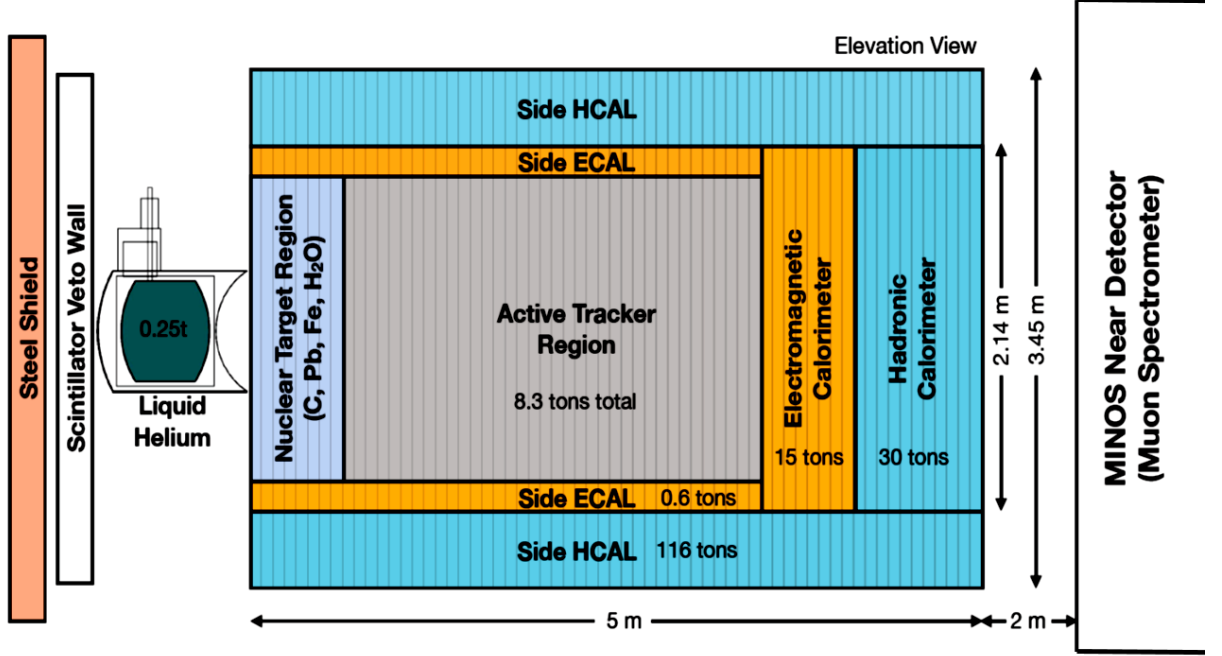 Elevation View
Steel Shield
Scintillator Veto Wall
0.25t
Liquid
Helium
Side HCAL
Side ECAL
Nuclear Target Region
(C, Pb, Fe, H₂O)
Active Tracker
Region
8.3 tons total
Electromagnetic
Calorimeter
15 tons
Hadronic
Calorimeter
30 tons
Side ECAL 0.6 tons
Side HCAL 116 tons
2.14 m
3.45 m
5 m
2 m
MINOS Near Detector
(Muon Spectrometer)